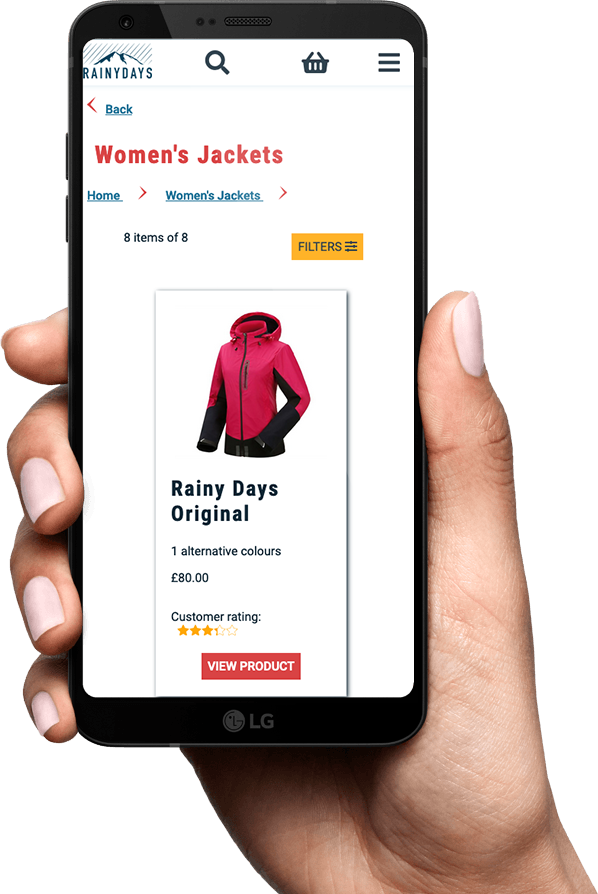 RAINYDAYS
Back
Women's Jackets
Home Women's Jackets
8 items of 8
FILTERS
Rainy Days
Original
1 alternative colours
£80.00
Customer rating:
VIEW PRODUCT
LG